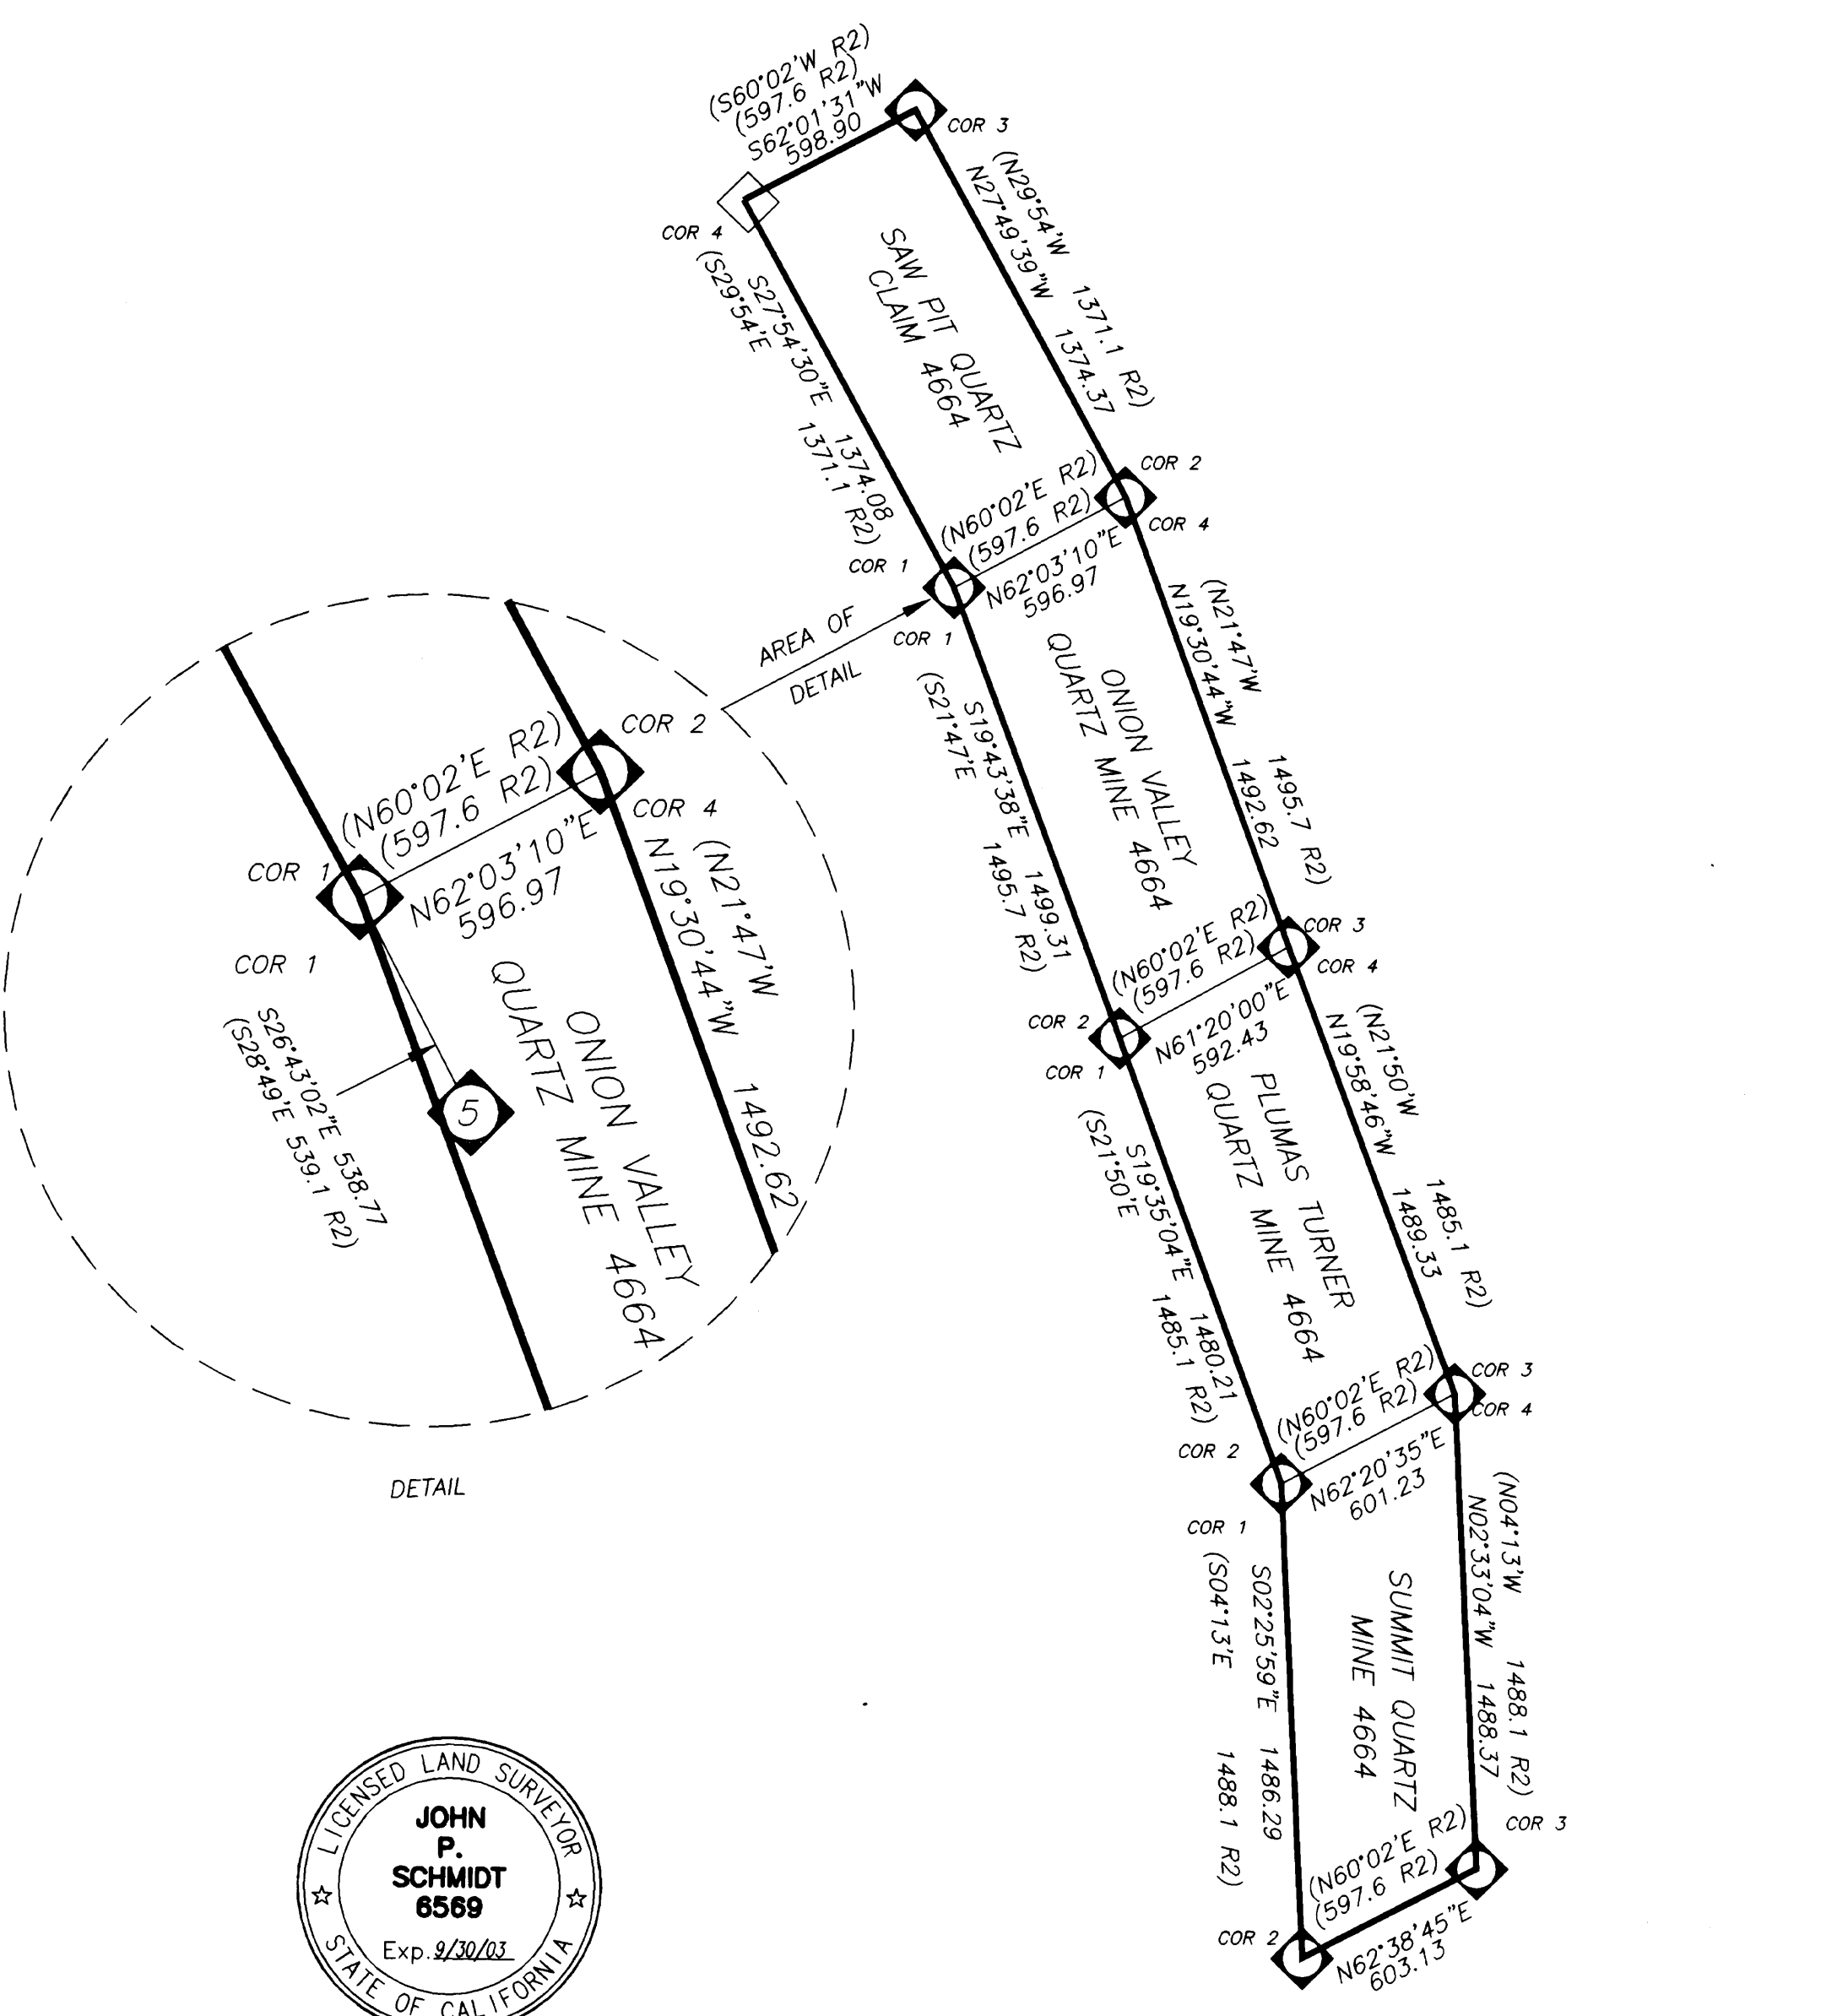 (S60°02'W R2)
(597.6 R2)
S62°01'31"W
598.90
COR 3
COR 4
(N29°54'W 1371.1 R2)
N27°49'39"W 1374.37
SAW PIT QUARTZ
CLAIM 4664
S27°54'30"E 1374.08
(S29°54'E 1371.1 R2)
COR 2
COR 4
(N60°02'E R2)
(597.6 R2)
N62°03'10"E
596.97
COR 1
COR 1
AREA OF
DETAIL
(N21°47'W 1495.7 R2)
N19°30'44"W 1492.62
ONION VALLEY
QUARTZ MINE 4664
S19°43'38"E 1499.31
(S21°47'E 1495.7 R2)
COR 3
COR 4
(N60°02'E R2)
(597.6 R2)
N61°20'00"E
592.43
COR 2
COR 1
(N21°50'W 1485.1 R2)
N19°58'46"W 1489.33
PLUMAS TURNER
QUARTZ MINE 4664
S19°35'04"E 1480.21
(S21°50'E 1485.1 R2)
COR 3
COR 4
(N60°02'E R2)
(597.6 R2)
N62°20'35"E
601.23
COR 2
COR 1
(N04°13'W 1488.1 R2)
N02°33'04"W 1488.37
SUMMIT QUARTZ
MINE 4664
S02°25'59"E 1486.29
(S04°13'E 1488.1 R2)
COR 3
(N60°02'E R2)
(597.6 R2)
N62°38'45"E
603.13
COR 2
COR 2
COR 4
(N60°02'E R2)
(597.6 R2)
N62°03'10"E
596.97
COR 1
COR 1
(N21°47'W
N19°30'44"W 1492.62
ONION VALLEY
QUARTZ MINE 4664
S26°43'02"E 538.77
(S28°49'E 539.1 R2)
5
DETAIL
LICENSED LAND SURVEYOR
JOHN
P.
SCHMIDT
6569
Exp. 9/30/03
STATE OF CALIFORNIA